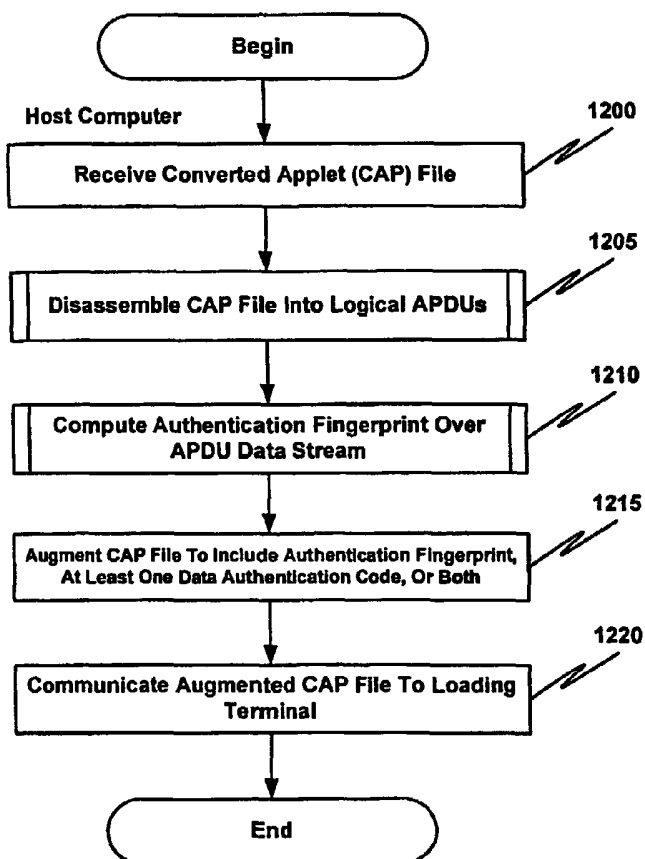 Begin
Host Computer
1200
Receive Converted Applet (CAP) File
1205
Disassemble CAP File Into Logical APDUs
1210
Compute Authentication Fingerprint Over
APDU Data Stream
1215
Augment CAP File To Include Authentication Fingerprint,
At Least One Data Authentication Code, Or Both
1220
Communicate Augmented CAP File To Loading
Terminal
End